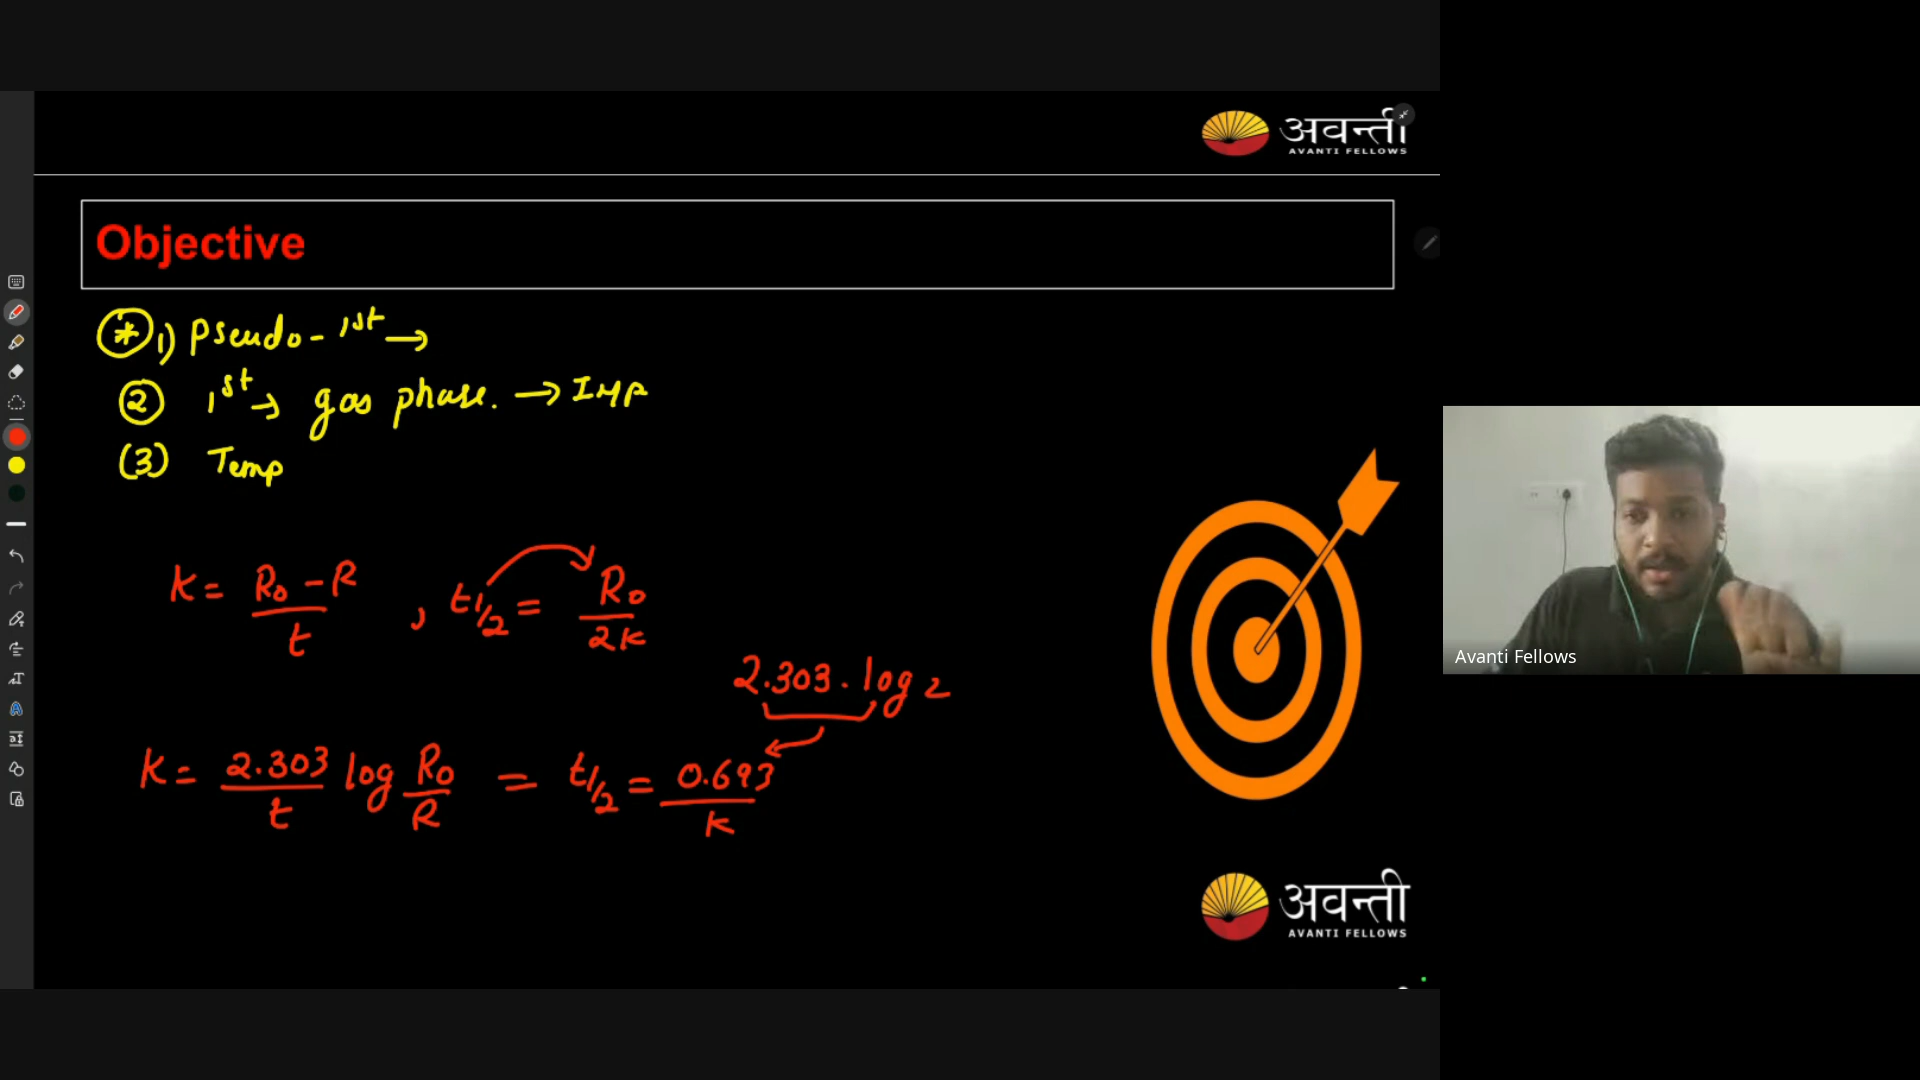 अवन्ती
AVANTI FELLOWS
Objective
* 1) Pseudo - 1st →
② 1st → gas phase. → IMP
(3) Temp
K = R₀ - R / t , t1/2 = R₀ / 2K
2.303 . log 2
K = 2.303 / t log R₀ / R = t1/2 = 0.693 / K
Avanti Fellows
अवन्ती
AVANTI FELLOWS